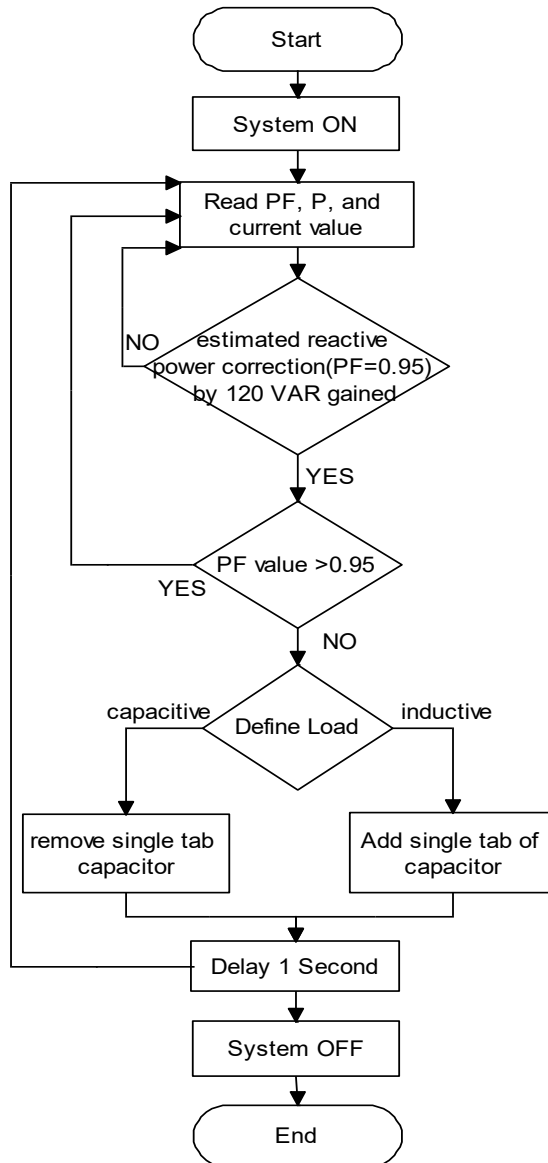 Start
System ON
Read PF, P, and
current value
NO
estimated reactive
power correction(PF=0.95)
by 120 VAR gained
YES
PF value >0.95
YES
NO
capacitive
Define Load
inductive
remove single tab
capacitor
Add single tab of
capacitor
Delay 1 Second
System OFF
End